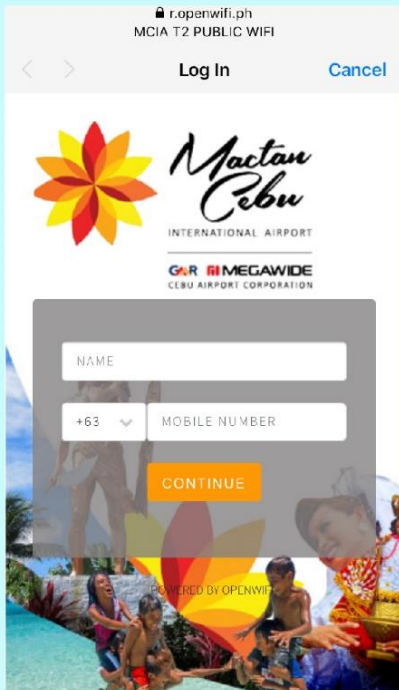 r.openwifi.ph
MCIA T2 PUBLIC WIFI
Log In
Cancel
Mactan
Cebu
INTERNATIONAL AIRPORT
GMR MEGAWIDE
CEBU AIRPORT CORPORATION
NAME
+63
MOBILE NUMBER
CONTINUE
POWERED BY OPENWIFI